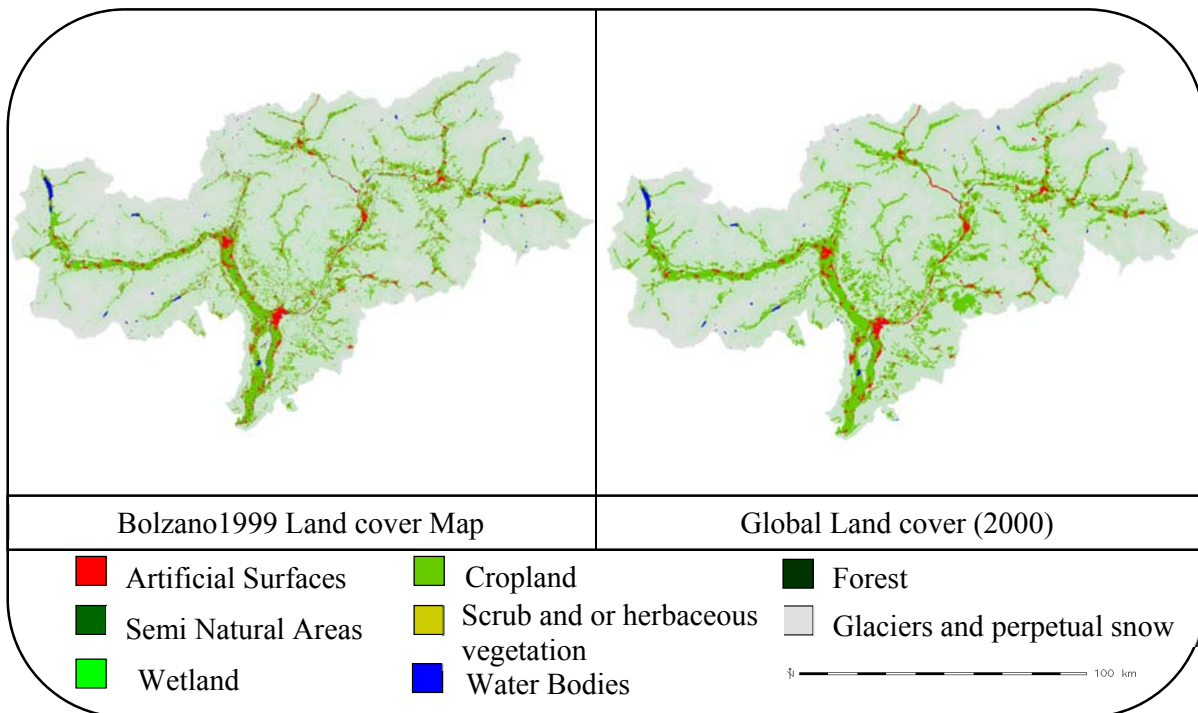 Bolzano1999 Land cover Map
Global Land cover (2000)
Artificial Surfaces
Cropland
Forest
Semi Natural Areas
Scrub and or herbaceous
vegetation
Glaciers and perpetual snow
Wetland
Water Bodies
100 km